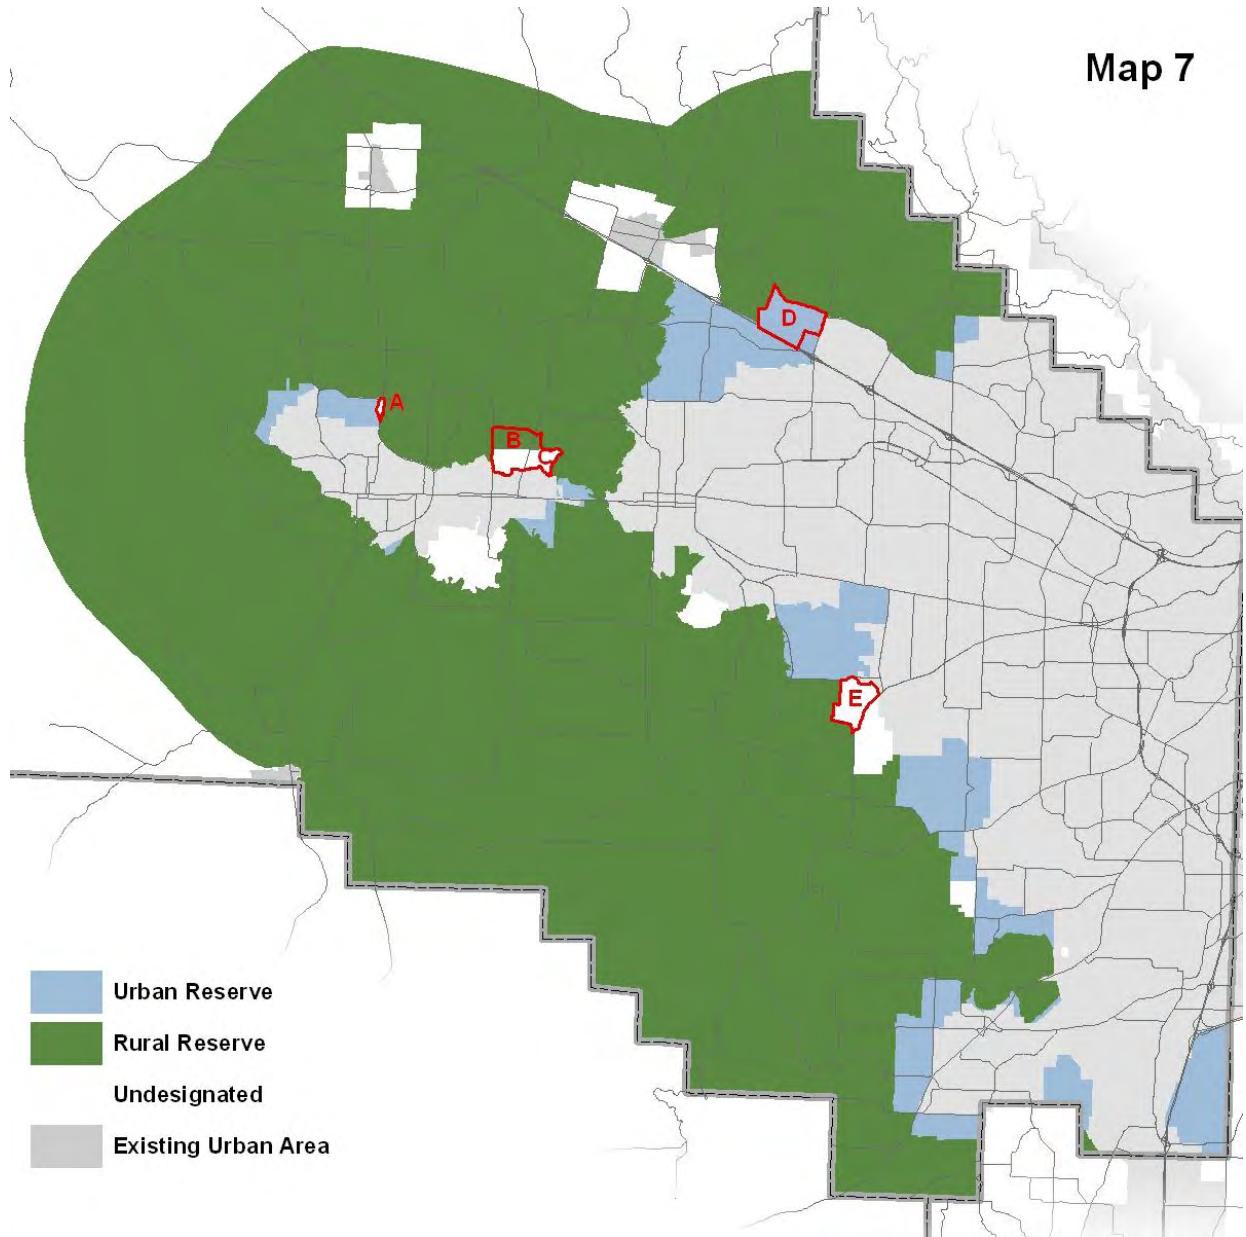 Map 7
D
A
B
C
E
Urban Reserve
Rural Reserve
Undesignated
Existing Urban Area